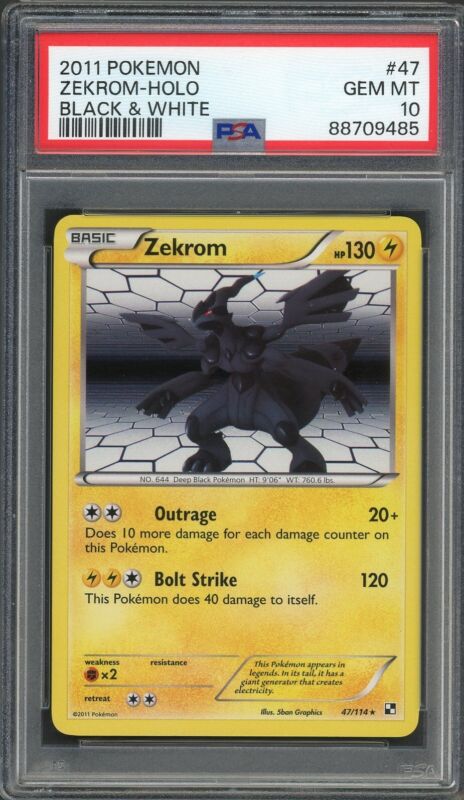 2011 POKEMON #47
ZEKROM-HOLO GEM MT
BLACK & WHITE 10
PSA 88709485
BASIC Zekrom HP130
NO. 644 Deep Black Pokémon HT: 9'06" WT: 760.6 lbs.
Outrage 20+
Does 10 more damage for each damage counter on
this Pokémon.
Bolt Strike 120
This Pokémon does 40 damage to itself.
weakness resistance
×2
retreat
This Pokémon appears in
legends. In its tail, it has a
giant generator that creates
electricity.
©2011 Pokémon Illus. 5ban Graphics 47/114 ★
PSA